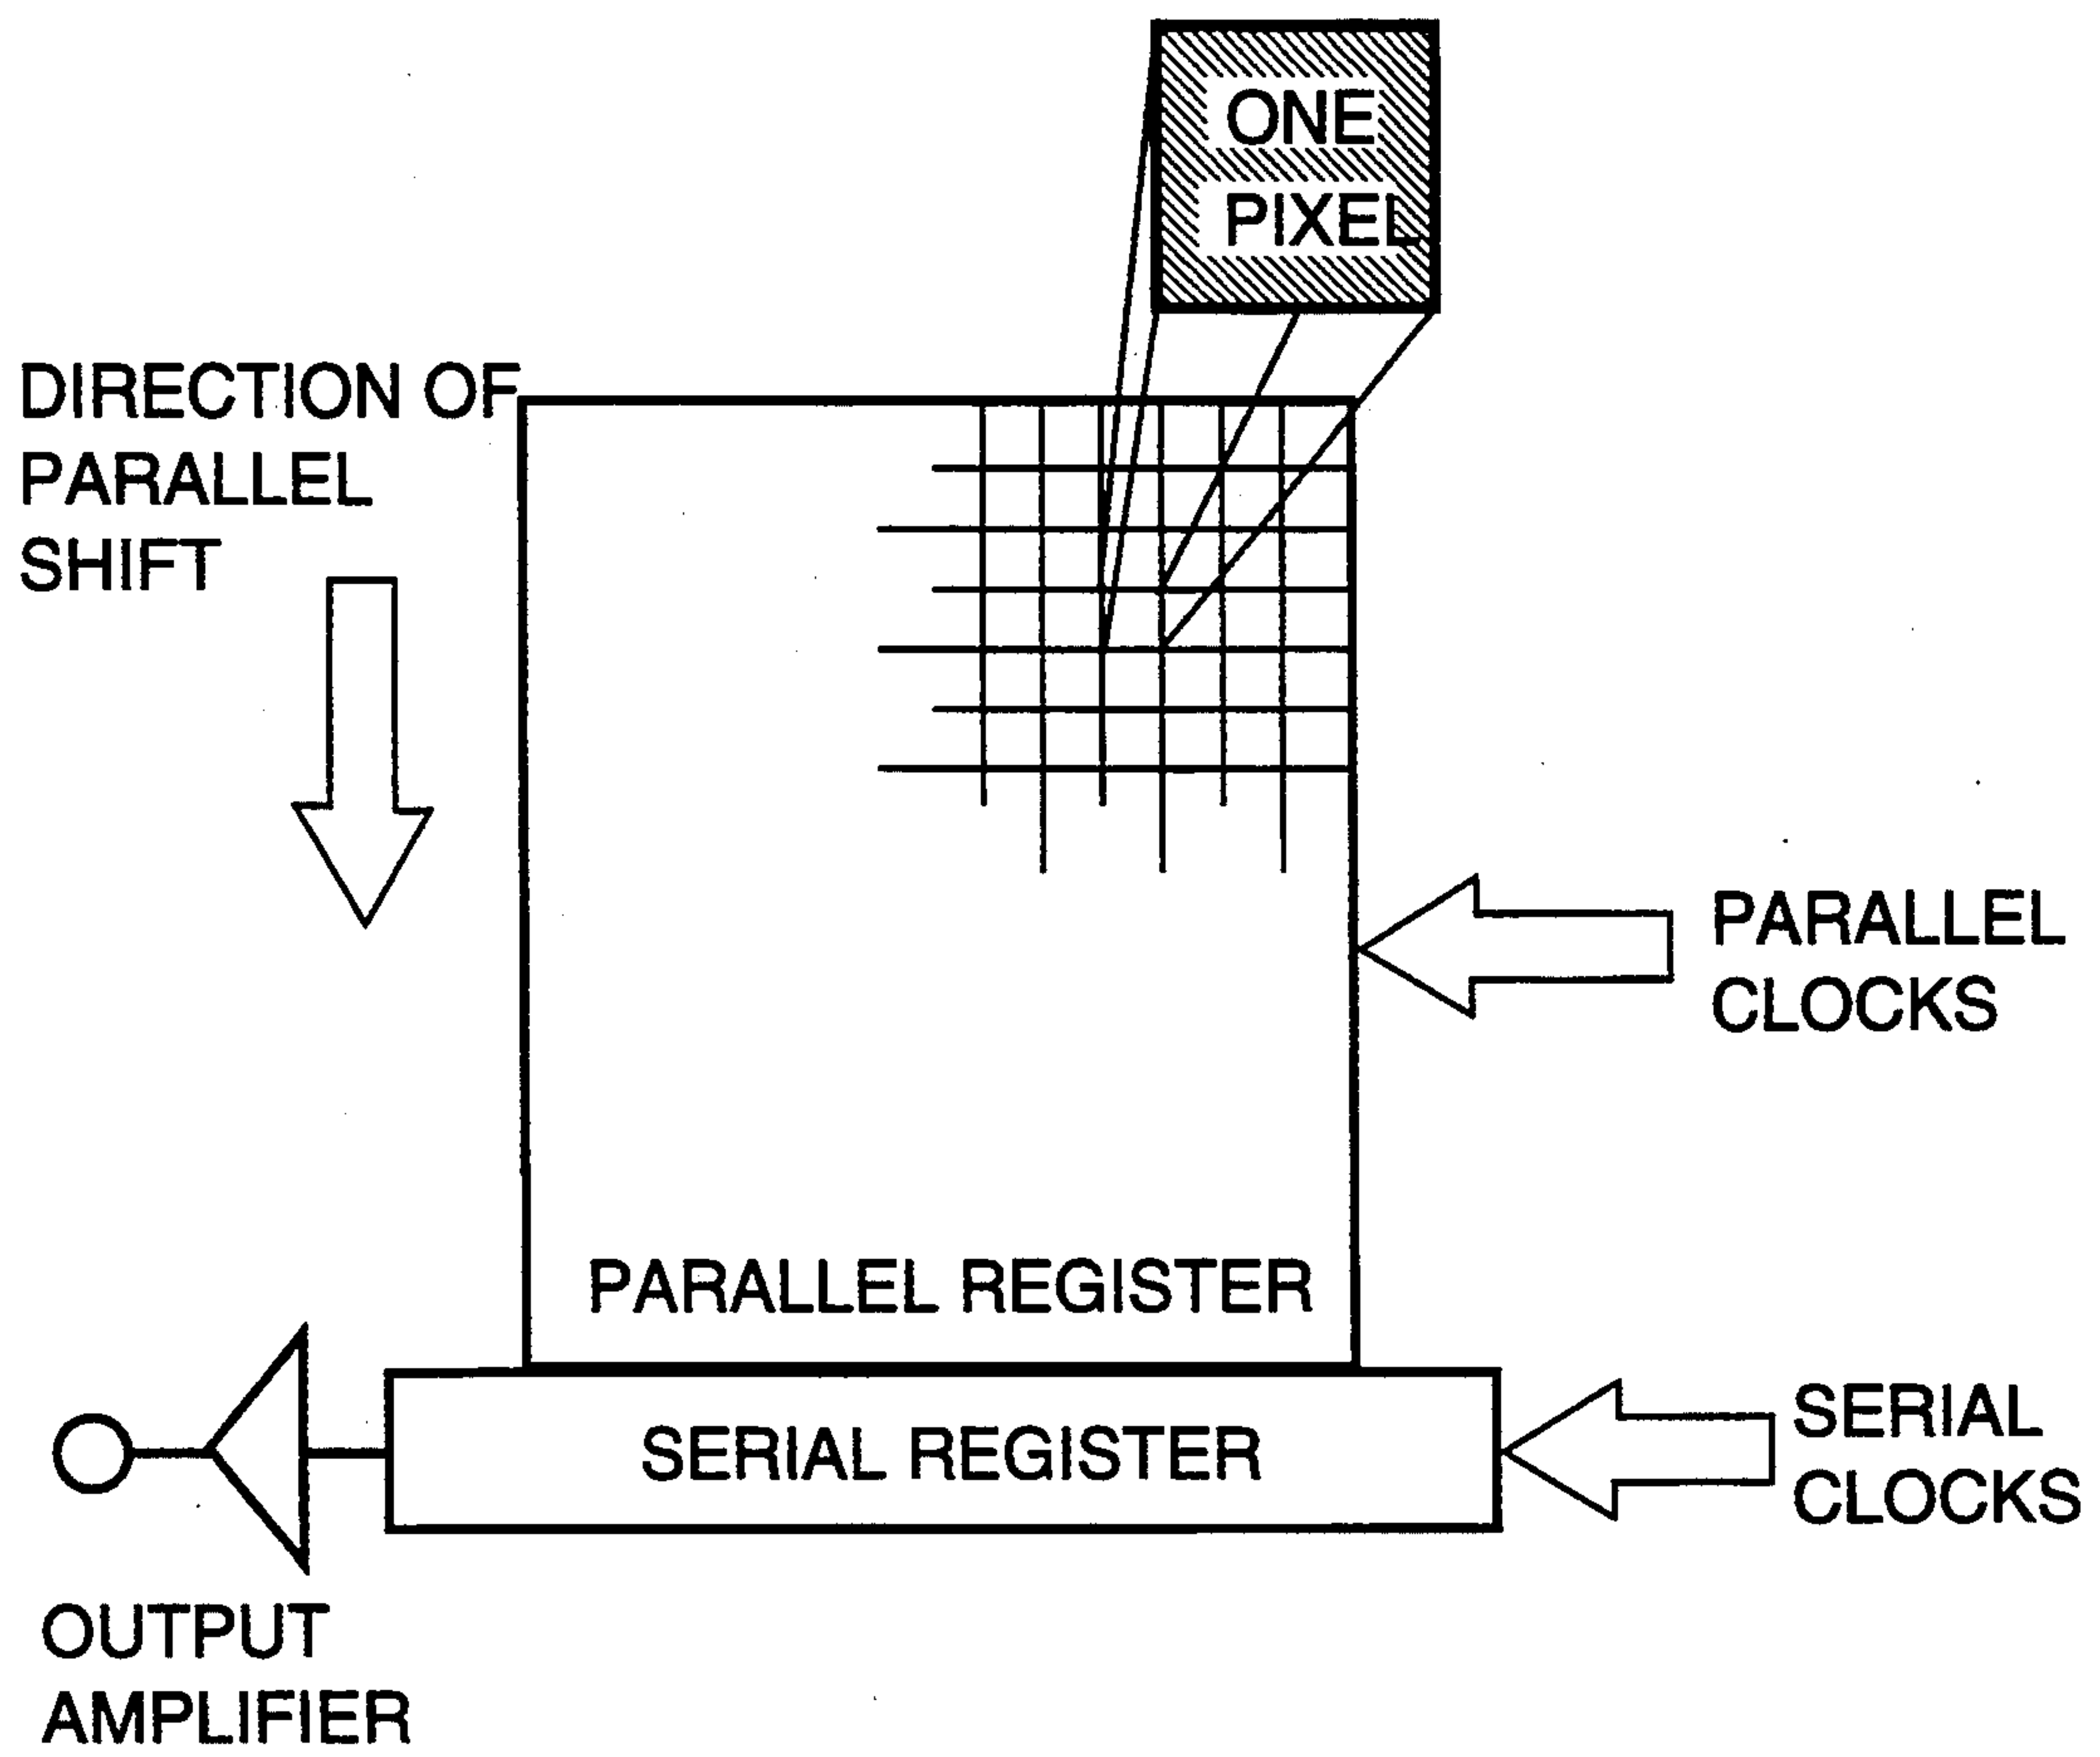 ONE
PIXEL
DIRECTION OF
PARALLEL
SHIFT
PARALLEL
CLOCKS
PARALLEL REGISTER
SERIAL REGISTER
SERIAL
CLOCKS
OUTPUT
AMPLIFIER